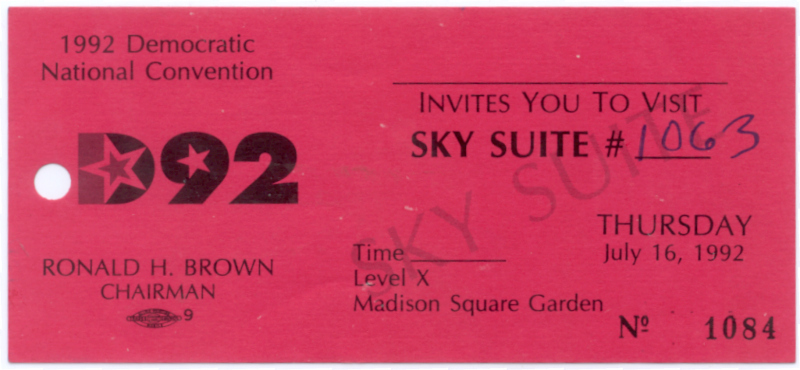 1992 Democratic
National Convention
D92
RONALD H. BROWN
CHAIRMAN
9
INVITES YOU TO VISIT
SKY SUITE # 1063
SKY SUITE
THURSDAY
July 16, 1992
Time
Level X
Madison Square Garden
Nº 1084